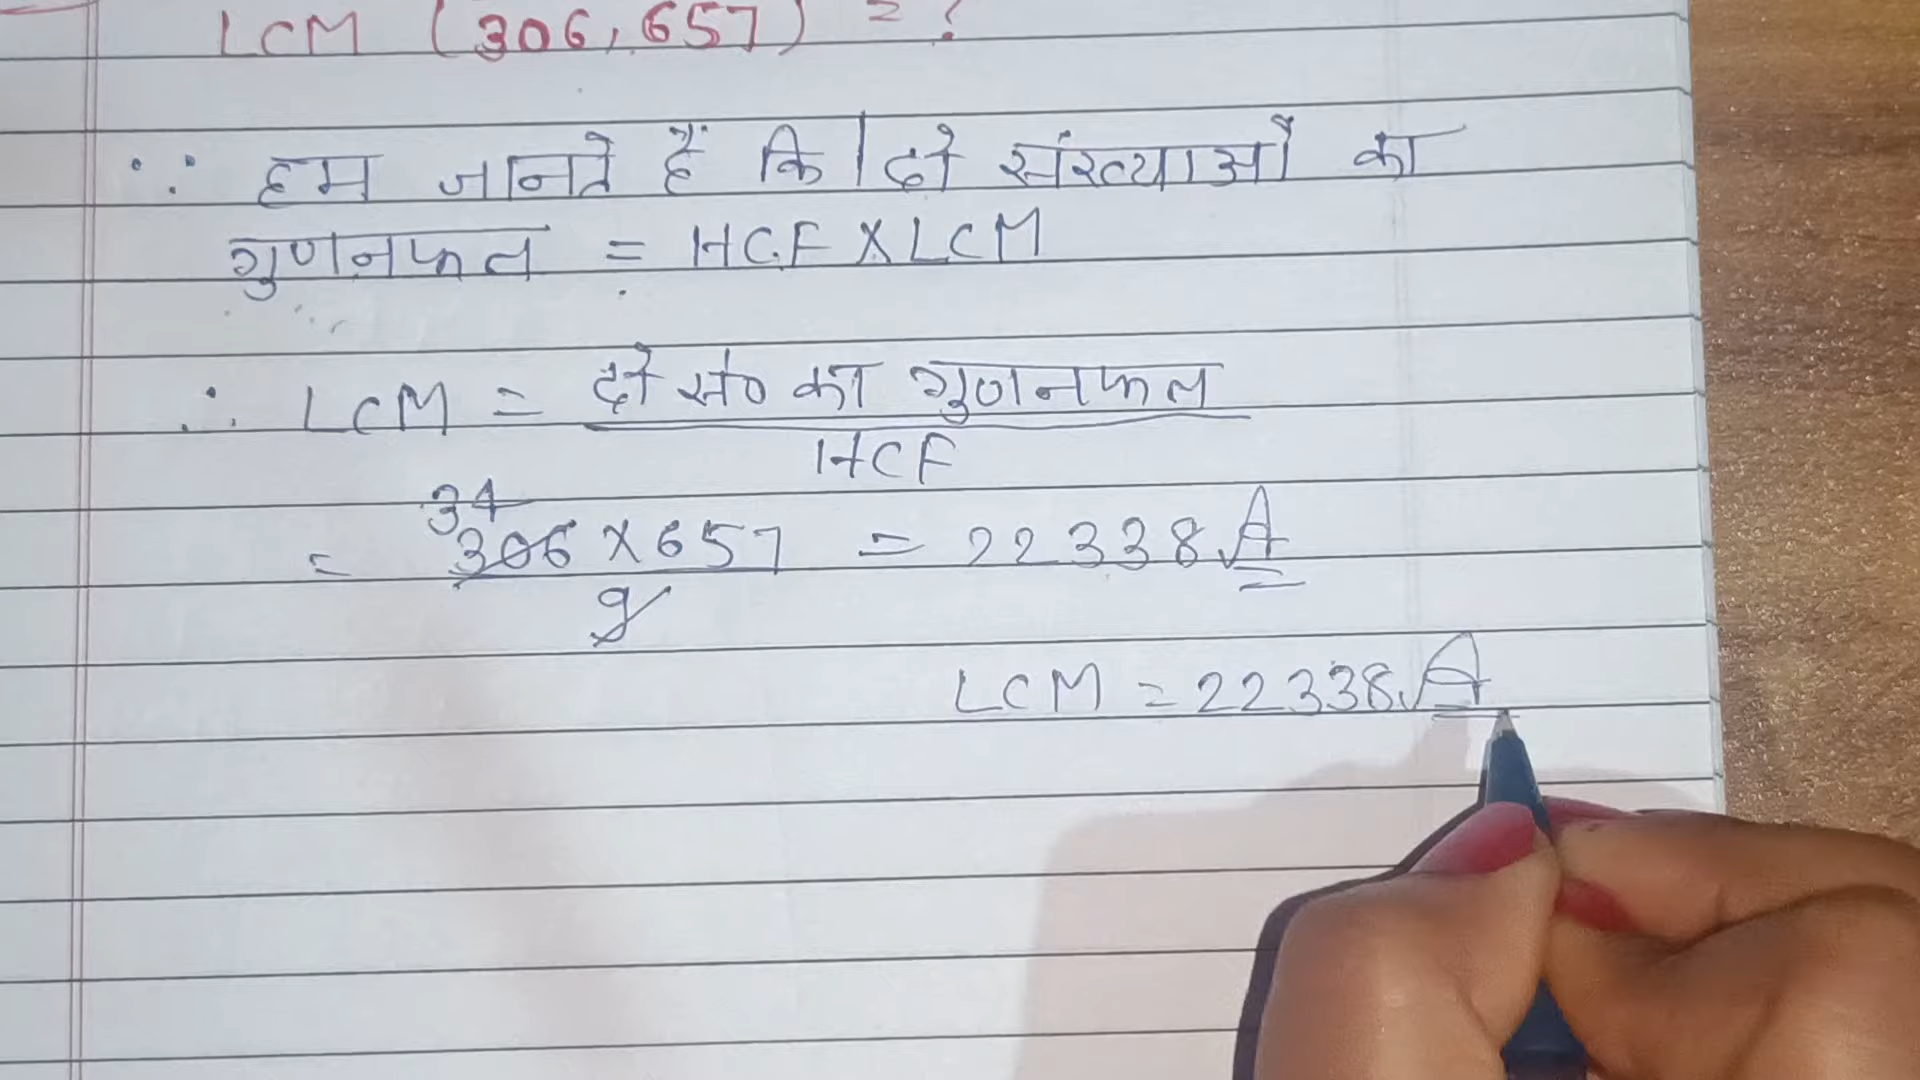 LCM (306, 657) = ?
∵ हम जानते हैं कि | दो संख्याओं का
गुणनफल = HCF X LCM
∴ LCM = दो सं० का गुणनफल
HCF
34
= 306 X 657 = 22338 A
9
LCM = 22338 A